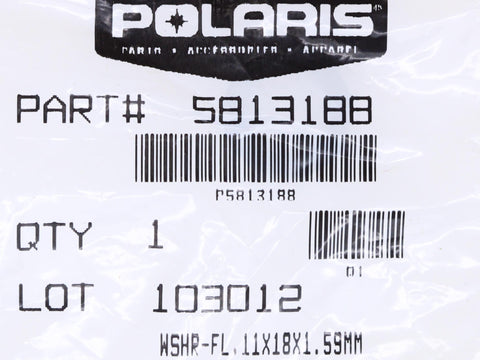 POLARIS
PARTS • ACCESSORIES • APPAREL
PART# 5813188
P5813188
QTY 1
01
LOT 103012
WSHR-FL.11X18X1.59MM